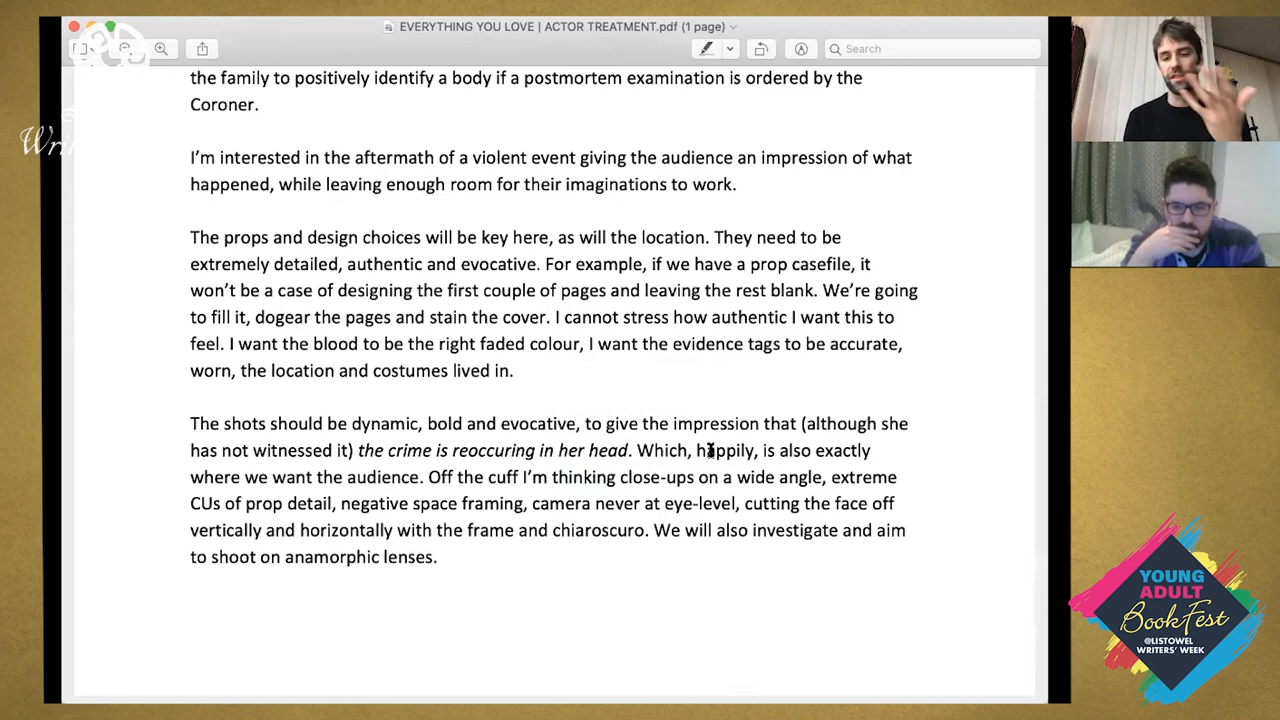 EVERYTHING YOU LOVE | ACTOR TREATMENT.pdf (1 page)
Search
the family to positively identify a body if a postmortem examination is ordered by the
Coroner.
I'm interested in the aftermath of a violent event giving the audience an impression of what
happened, while leaving enough room for their imaginations to work.
The props and design choices will be key here, as will the location. They need to be
extremely detailed, authentic and evocative. For example, if we have a prop casefile, it
won't be a case of designing the first couple of pages and leaving the rest blank. We're going
to fill it, dogear the pages and stain the cover. I cannot stress how authentic I want this to
feel. I want the blood to be the right faded colour, I want the evidence tags to be accurate,
worn, the location and costumes lived in.
The shots should be dynamic, bold and evocative, to give the impression that (although she
has not witnessed it) the crime is reoccuring in her head. Which, happily, is also exactly
where we want the audience. Off the cuff I'm thinking close-ups on a wide angle, extreme
CUs of prop detail, negative space framing, camera never at eye-level, cutting the face off
vertically and horizontally with the frame and chiaroscuro. We will also investigate and aim
to shoot on anamorphic lenses.
YOUNG
ADULT
BookFest
@LISTOWEL
WRITERS' WEEK